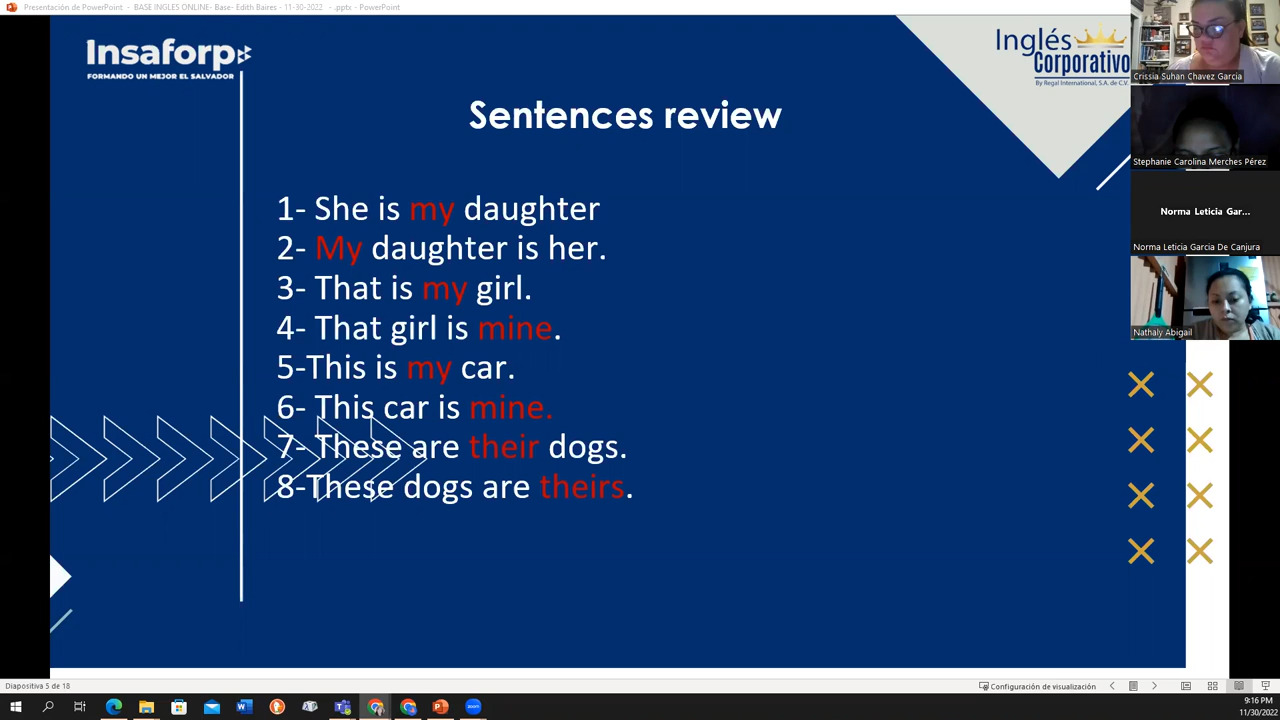 Presentación de PowerPoint - BASE INGLES ONLINE- Base- Edith Baires - 11-30-2022 - .pptx - PowerPoint
Insaforp
FORMANDO UN MEJOR EL SALVADOR
Inglés
Corporativo
By Regal International, S.A. de C.V.
Sentences review
1- She is my daughter
2- My daughter is her.
3- That is my girl.
4- That girl is mine.
5-This is my car.
6- This car is mine.
7- These are their dogs.
8-These dogs are theirs.
Crissia Suhan Chavez Garcia
Stephanie Carolina Merches Pérez
Norma Leticia Gar...
Norma Leticia García De Canjura
Nathaly Abigail
Diapositiva 5 de 18
Configuración de visualización
9:16 PM
11/30/2022